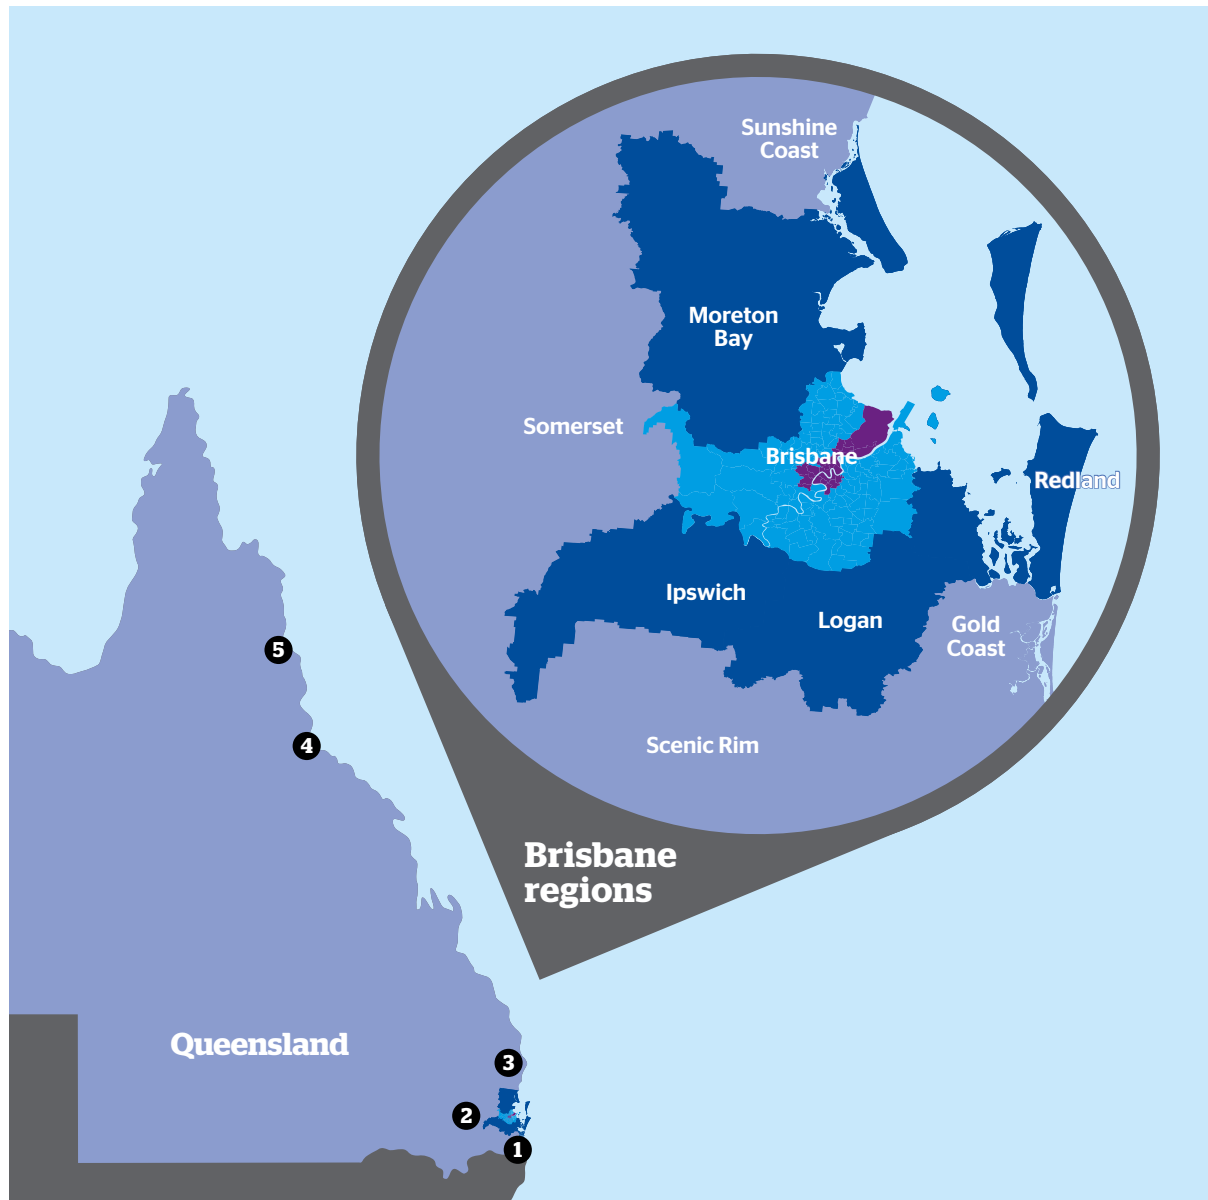 Sunshine
Coast
Moreton
Bay
Somerset
Brisbane
Redland
Ipswich
Logan
Gold
Coast
Scenic Rim
Brisbane
regions
5
4
Queensland
3
2
1